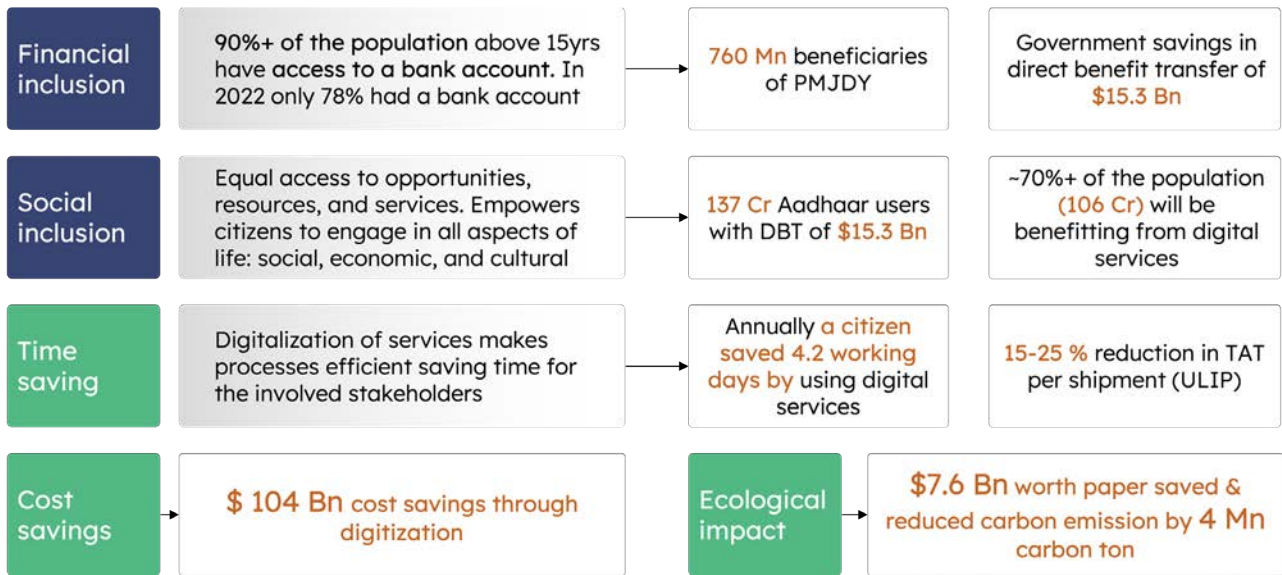 Financial
inclusion
90%+ of the population above 15yrs
have access to a bank account. In
2022 only 78% had a bank account
760 Mn beneficiaries
of PMJDY
Government savings in
direct benefit transfer of
$15.3 Bn
Social
inclusion
Equal access to opportunities,
resources, and services. Empowers
citizens to engage in all aspects of
life: social, economic, and cultural
137 Cr Aadhaar users
with DBT of $15.3 Bn
~70%+ of the population
(106 Cr) will be
benefitting from digital
services
Time
saving
Digitalization of services makes
processes efficient saving time for
the involved stakeholders
Annually a citizen
saved 4.2 working
days by using digital
services
15-25 % reduction in TAT
per shipment (ULIP)
Cost
savings
$ 104 Bn cost savings through
digitization
Ecological
impact
$7.6 Bn worth paper saved &
reduced carbon emission by 4 Mn
carbon ton